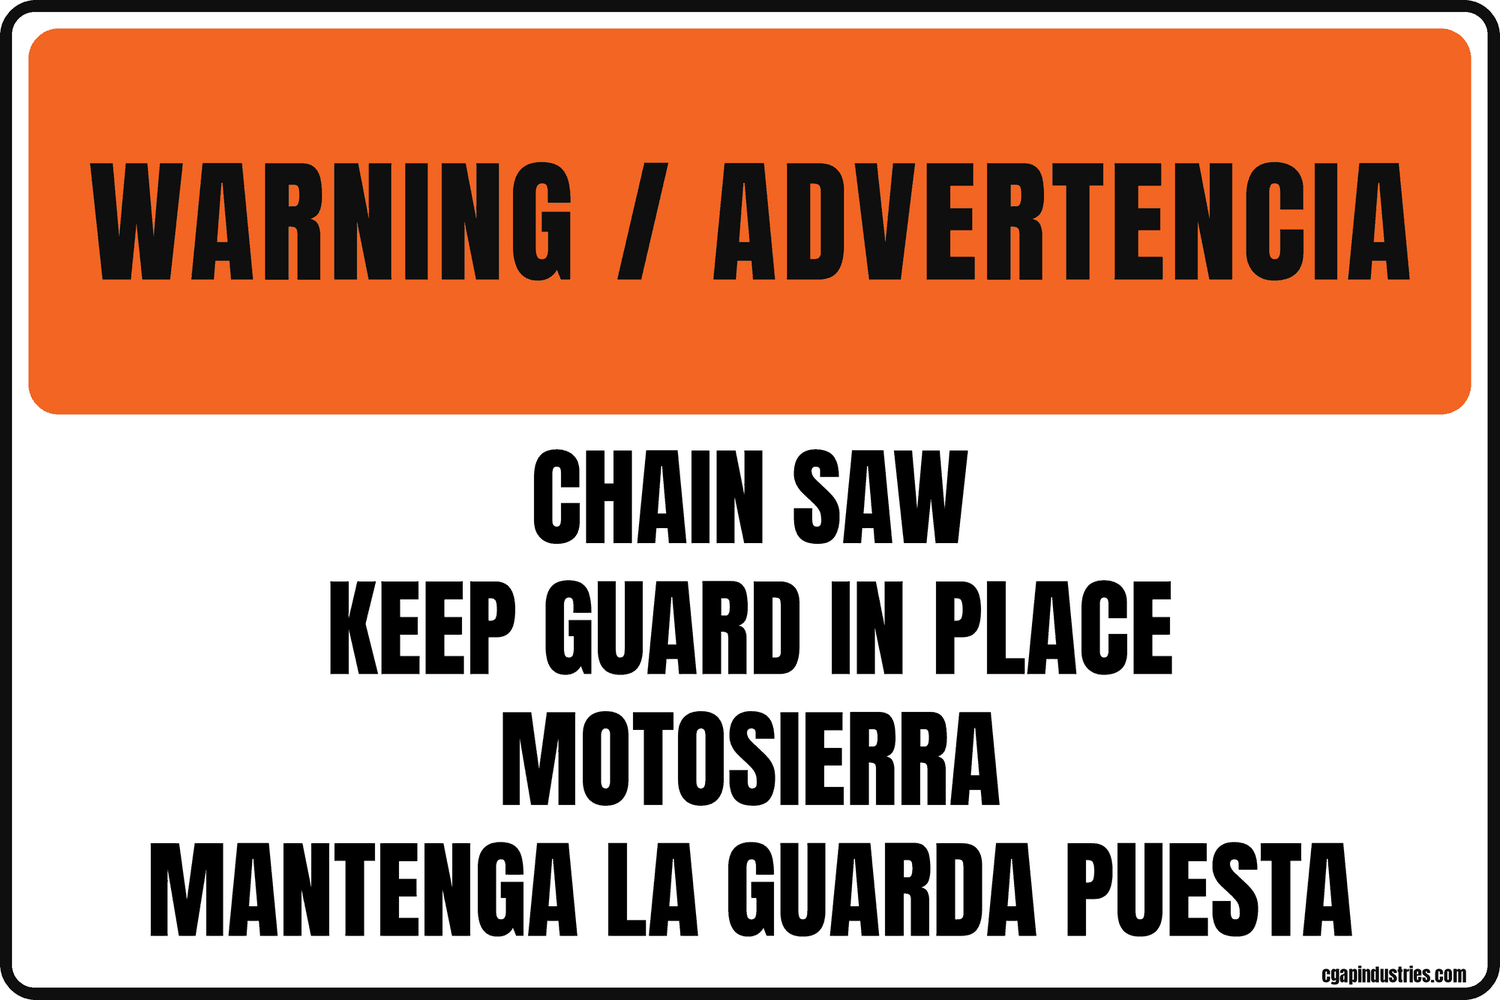 WARNING / ADVERTENCIA
CHAIN SAW
KEEP GUARD IN PLACE
MOTOSIERRA
MANTENGA LA GUARDA PUESTA
cgapindustries.com